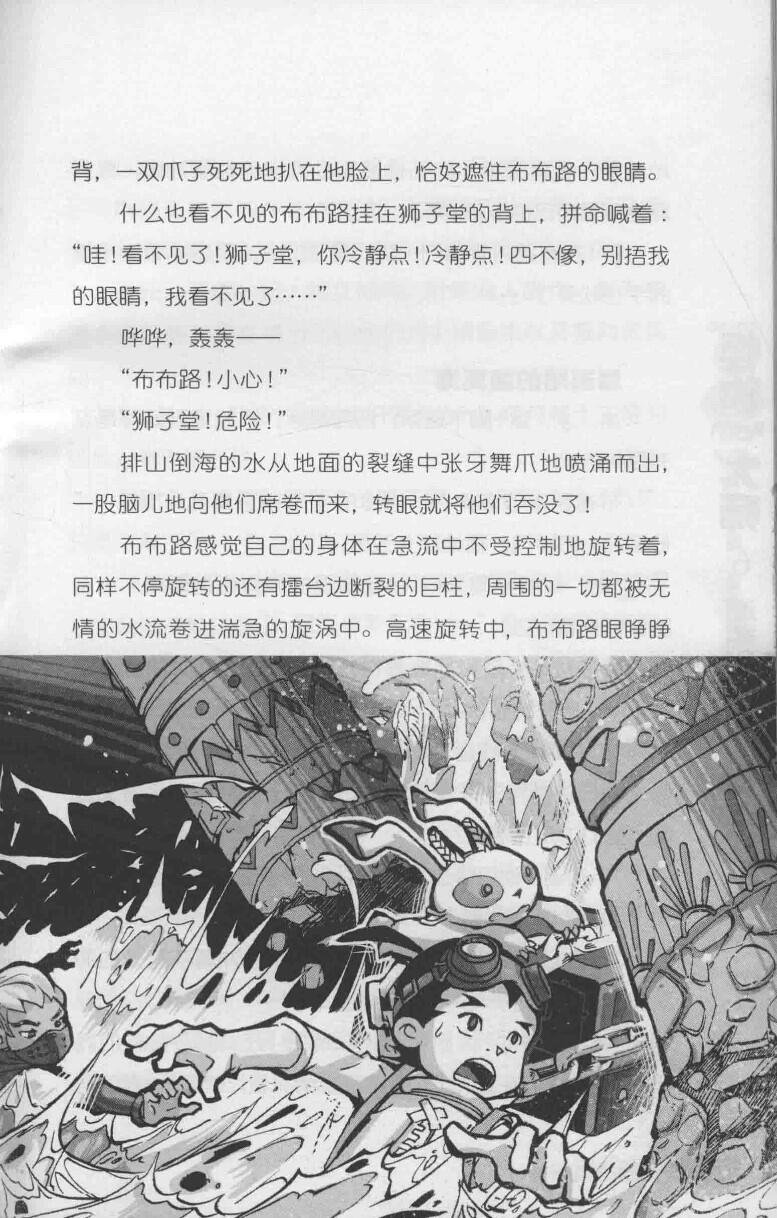 背，一双爪子死死地扒在他脸上，恰好遮住布布路的眼睛。
什么也看不见的布布路挂在狮子堂的背上，拼命喊着：
“哇！看不见了！狮子堂，你冷静点！冷静点！四不像，别捂我
的眼睛，我看不见了……”
哗哗，轰轰——
“布布路！小心！”
“狮子堂！危险！”
排山倒海的水从地面的裂缝中张牙舞爪地喷涌而出，
一股脑儿地向他们席卷而来，转眼就将他们吞没了！
布布路感觉自己的身体在急流中不受控制地旋转着，
同样不停旋转的还有擂台边断裂的巨柱，周围的一切都被无
情的水流卷进湍急的旋涡中。高速旋转中，布布路眼睁睁